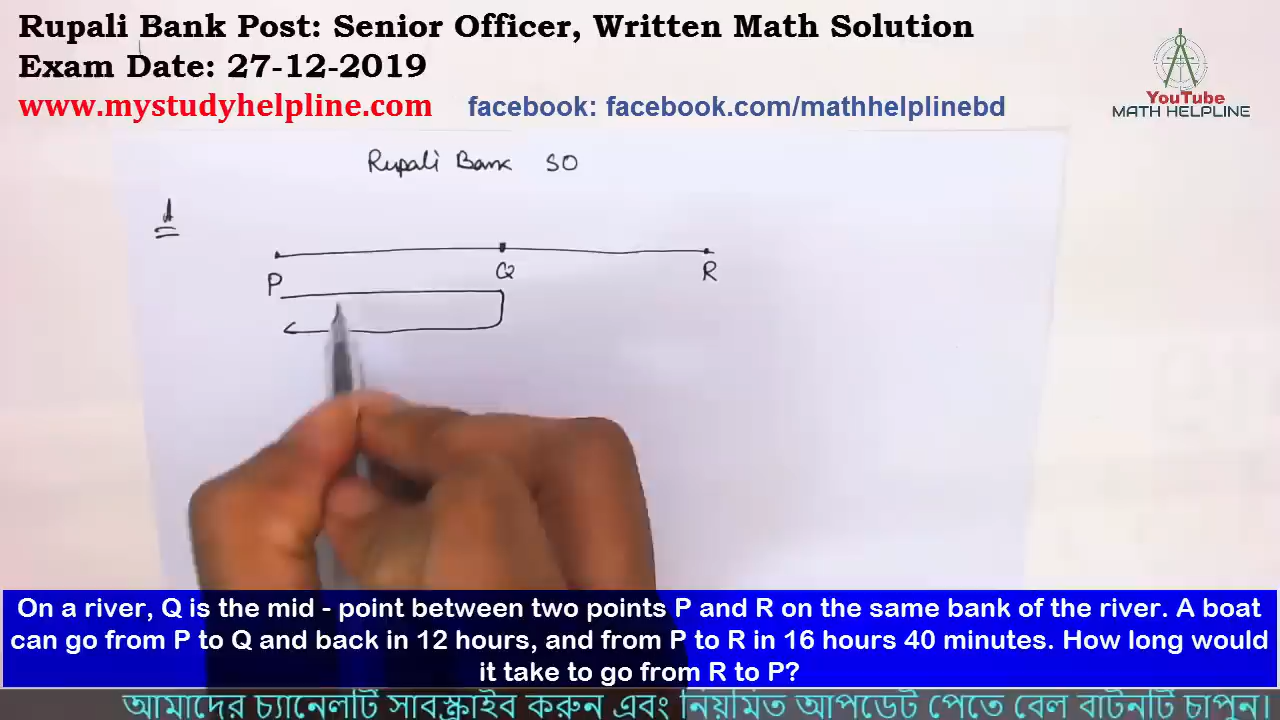 Rupali Bank Post: Senior Officer, Written Math Solution
Exam Date: 27-12-2019
www.mystudyhelpline.com facebook: facebook.com/mathhelplinebd
YouTube
MATH HELPLINE
Rupali Bank SO
1
P Q R
On a river, Q is the mid - point between two points P and R on the same bank of the river. A boat
can go from P to Q and back in 12 hours, and from P to R in 16 hours 40 minutes. How long would
it take to go from R to P?
আমাদের চ্যানেলটি সাবস্ক্রাইব করুন এবং নিয়মিত আপডেট পেতে বেল বাটনটি চাপুন।